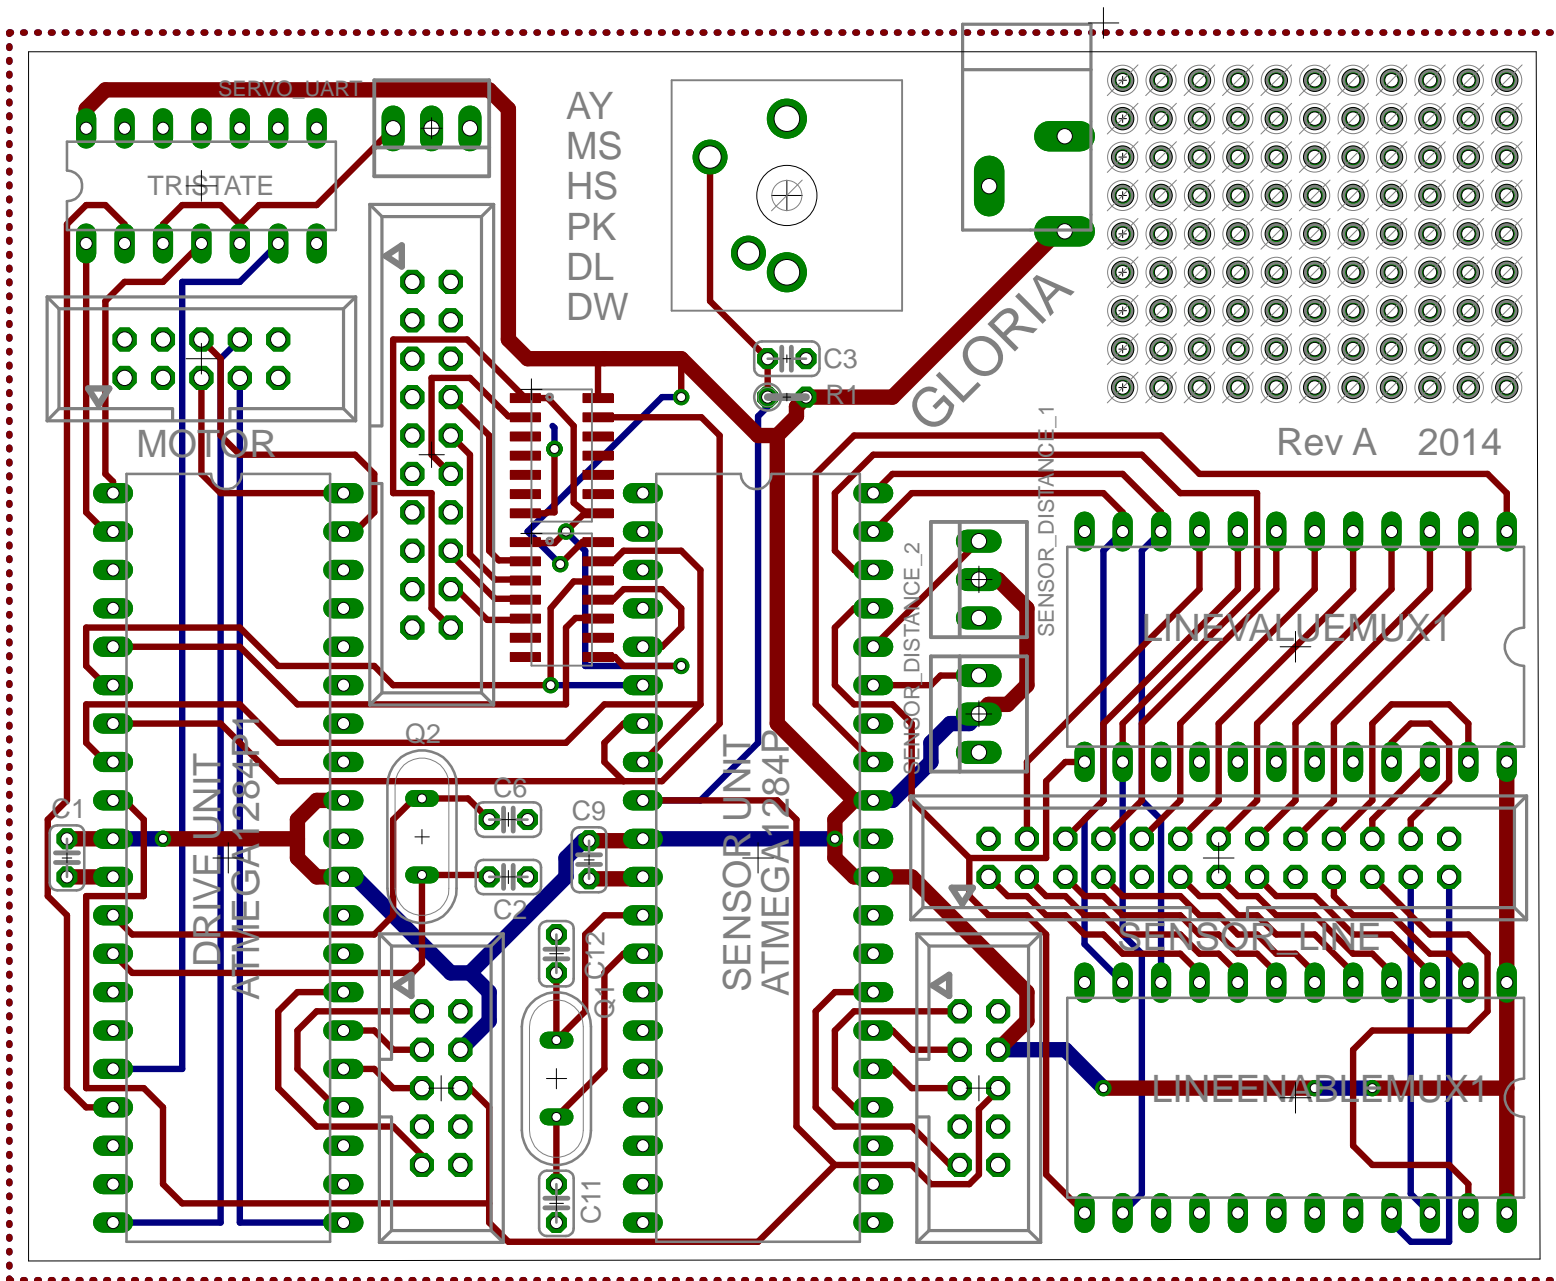 SERVO_UART
TRISTATE
AY
MS
HS
PK
DL
DW
C3
R1
GLORIA
Rev A 2014
MOTOR
SENSOR_DISTANCE_1
SENSOR_DISTANCE_2
LINEVALUEMUX1
Q2
C1
C6
C9
C2
DRIVE UNIT
ATMEGA1284P1
SENSOR UNIT
ATMEGA1284P
C12
Q1
C11
SENSOR_LINE
LINEENABLEMUX1